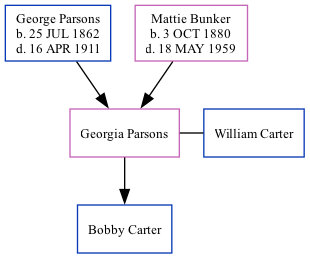 George Parsons
b. 25 JUL 1862
d. 16 APR 1911
Mattie Bunker
b. 3 OCT 1880
d. 18 MAY 1959
Georgia Parsons
William Carter
Bobby Carter